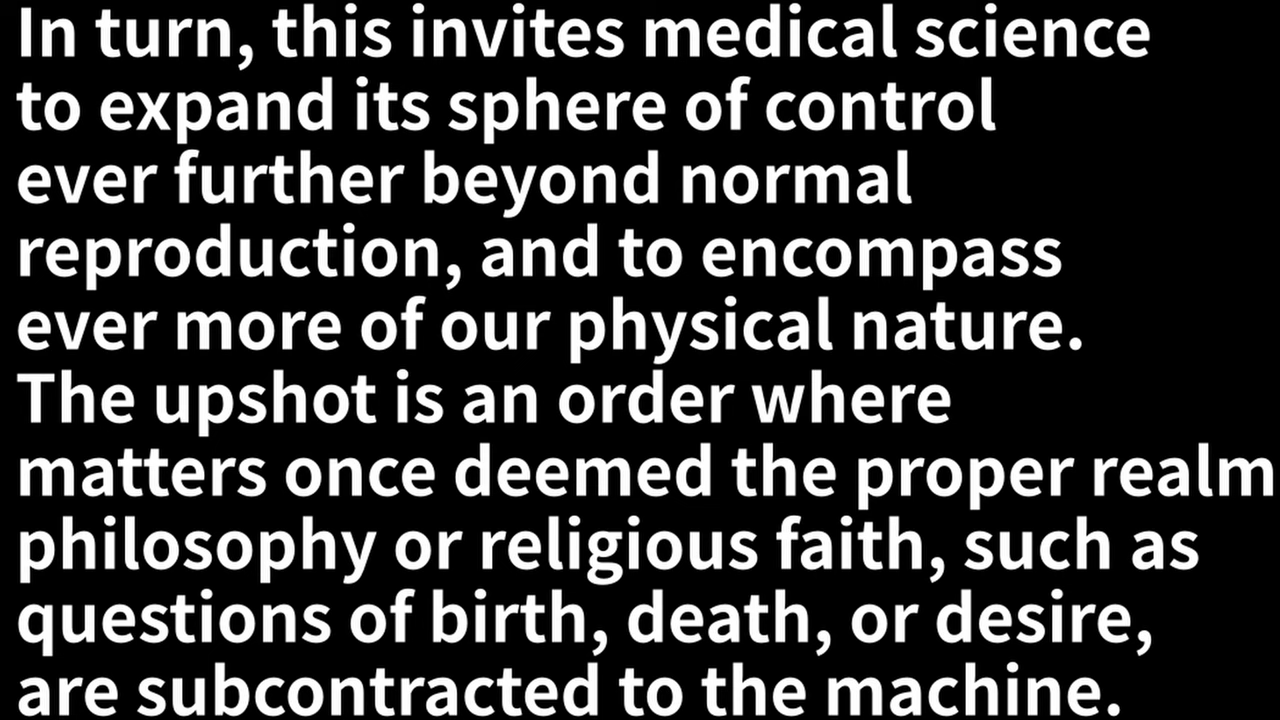 In turn, this invites medical science
to expand its sphere of control
ever further beyond normal
reproduction, and to encompass
ever more of our physical nature.
The upshot is an order where
matters once deemed the proper realm
philosophy or religious faith, such as
questions of birth, death, or desire,
are subcontracted to the machine.